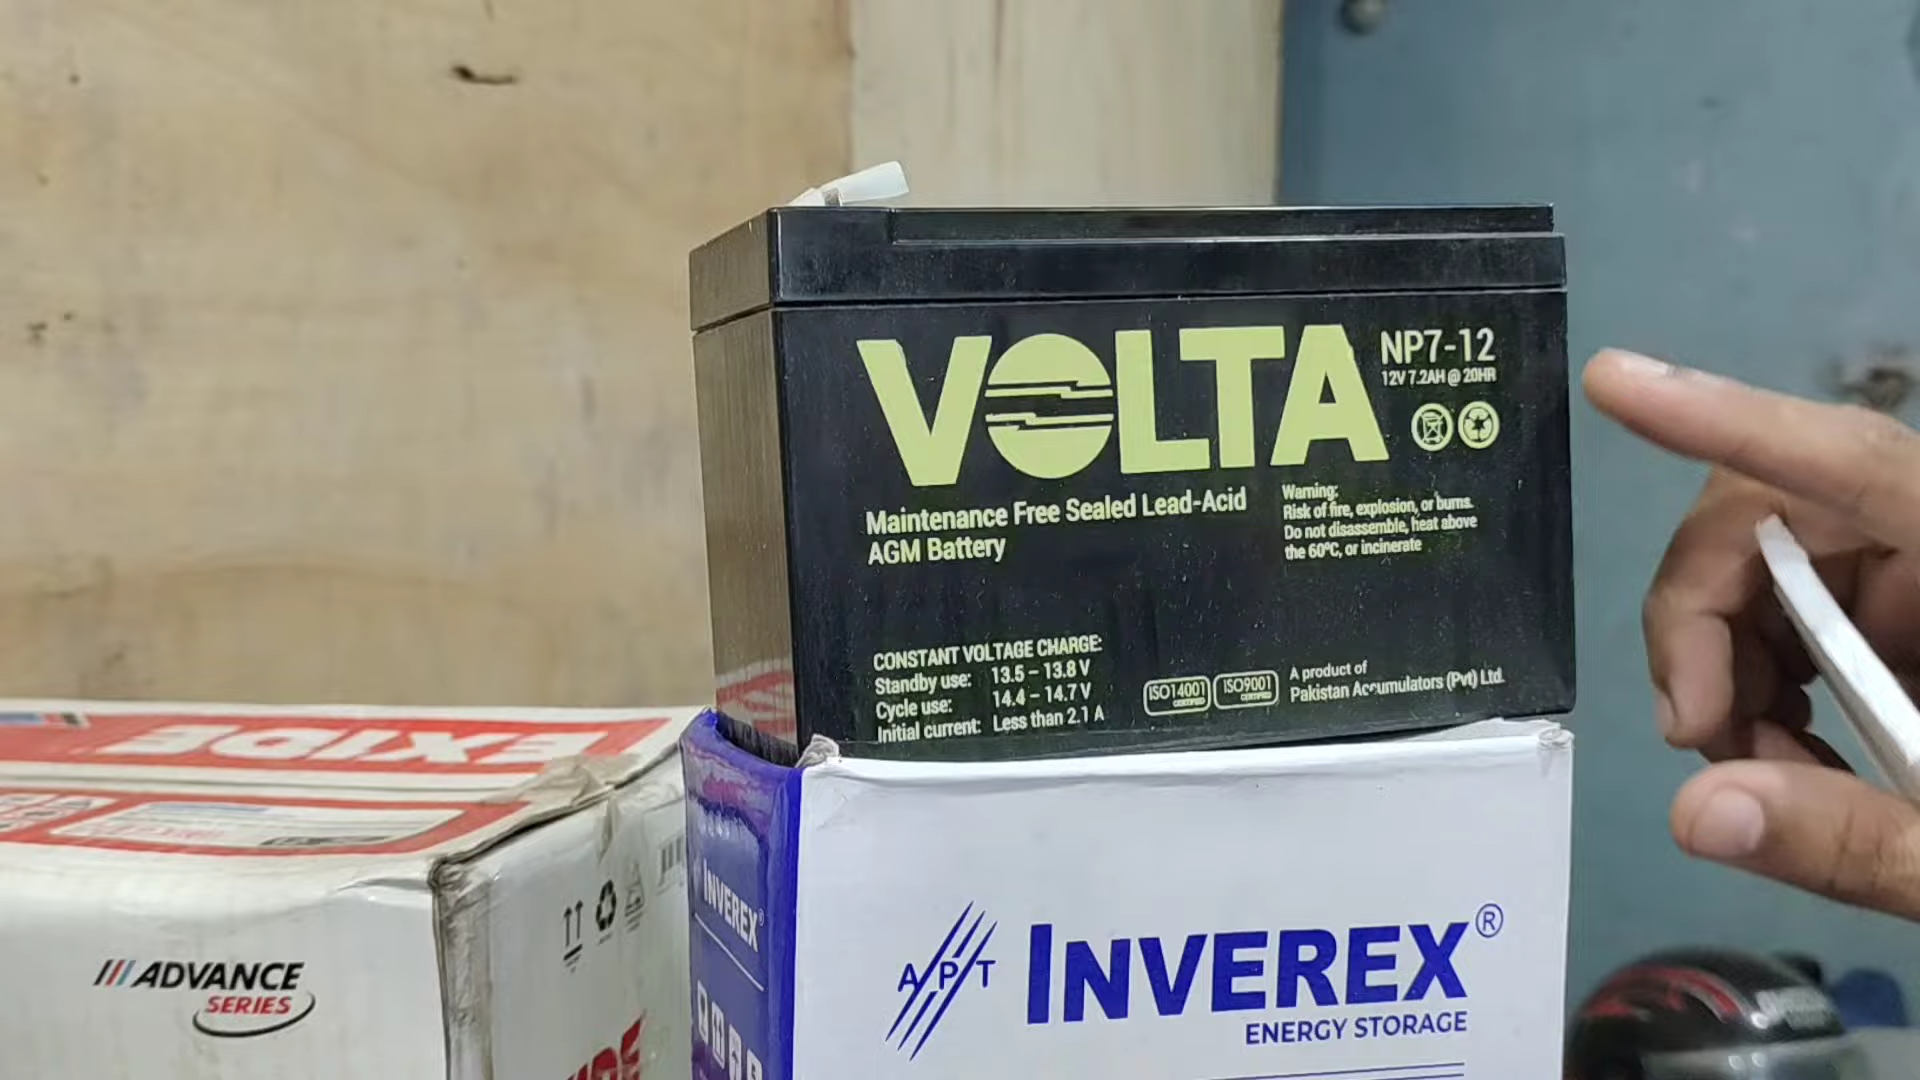 VOLTA
NP7-12
12V 7.2AH @ 20HR
Maintenance Free Sealed Lead-Acid
AGM Battery
Warning:
Risk of fire, explosion, or burns.
Do not disassemble, heat above
the 60ºC, or incinerate
CONSTANT VOLTAGE CHARGE:
Standby use: 13.5 – 13.8 V
Cycle use: 14.4 – 14.7 V
Initial current: Less than 2.1 A
ISO14001
CERTIFIED
ISO9001
CERTIFIED
A product of
Pakistan Accumulators (Pvt) Ltd.
EXIDE
ADVANCE
SERIES
INVEREX®
APT
INVEREX®
ENERGY STORAGE